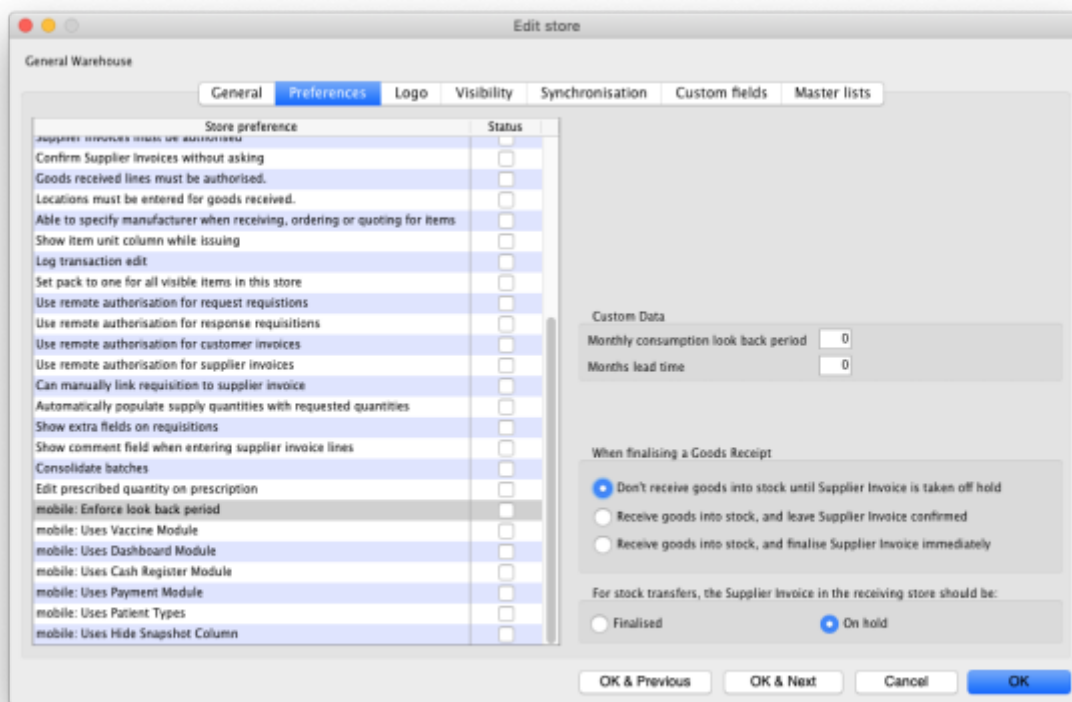 Edit store
General Warehouse
General Preferences Logo Visibility Synchronisation Custom fields Master lists
Store preference Status
Supplier invoices must be authorised
Confirm Supplier Invoices without asking
Goods received lines must be authorised.
Locations must be entered for goods received.
Able to specify manufacturer when receiving, ordering or quoting for items
Show item unit column while issuing
Log transaction edit
Set pack to one for all visible items in this store
Use remote authorisation for request requistions
Use remote authorisation for response requisitions
Use remote authorisation for customer invoices
Use remote authorisation for supplier invoices
Can manually link requisition to supplier invoice
Automatically populate supply quantities with requested quantities
Show extra fields on requisitions
Show comment field when entering supplier invoice lines
Consolidate batches
Edit prescribed quantity on prescription
mobile: Enforce look back period
mobile: Uses Vaccine Module
mobile: Uses Dashboard Module
mobile: Uses Cash Register Module
mobile: Uses Payment Module
mobile: Uses Patient Types
mobile: Uses Hide Snapshot Column
Custom Data
Monthly consumption look back period 0
Months lead time 0
When finalising a Goods Receipt
Don't receive goods into stock until Supplier Invoice is taken off hold
Receive goods into stock, and leave Supplier Invoice confirmed
Receive goods into stock, and finalise Supplier Invoice immediately
For stock transfers, the Supplier Invoice in the receiving store should be:
Finalised On hold
OK & Previous OK & Next Cancel OK